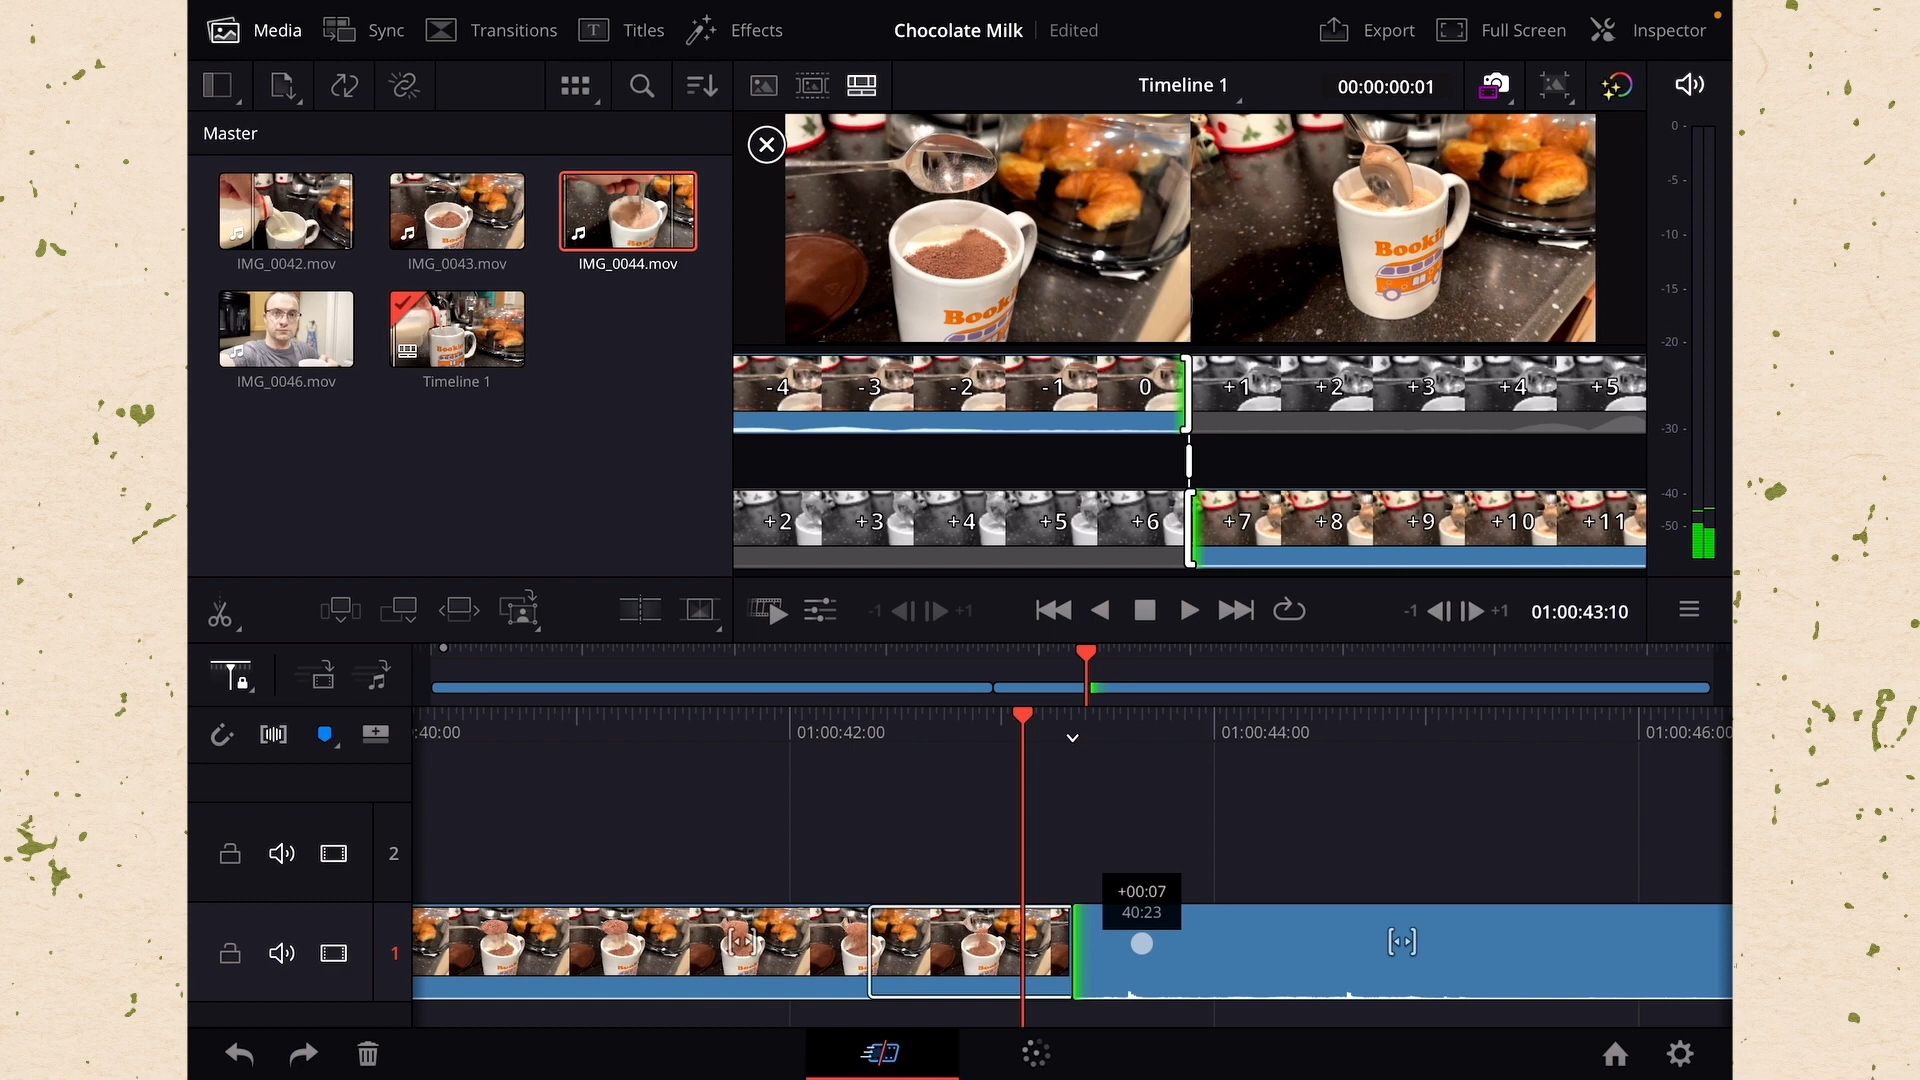 Media
Sync
Transitions
Titles
Effects
Chocolate Milk
Edited
Export
Full Screen
Inspector
Timeline 1
00:00:00:01
Master
IMG_0042.mov
IMG_0043.mov
IMG_0044.mov
IMG_0046.mov
Timeline 1
0
-5
-10
-15
-20
-30
-40
-50
-4 -3 -2 -1 0 +1 +2 +3 +4 +5
+2 +3 +4 +5 +6 +7 +8 +9 +10 +11
-1
+1
-1
+1
01:00:43:10
:40:00
01:00:42:00
01:00:44:00
01:00:46:00
2
+00:07
40:23
1